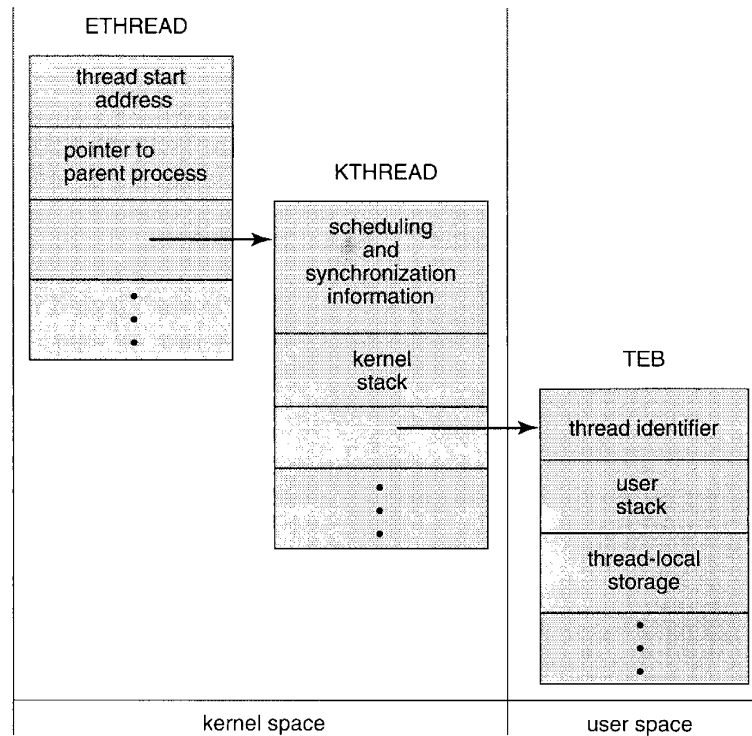 ETHREAD
thread start
address
pointer to
parent process
KTHREAD
scheduling
and
synchronization
information
kernel
stack
TEB
thread identifier
user
stack
thread-local
storage
kernel space
user space